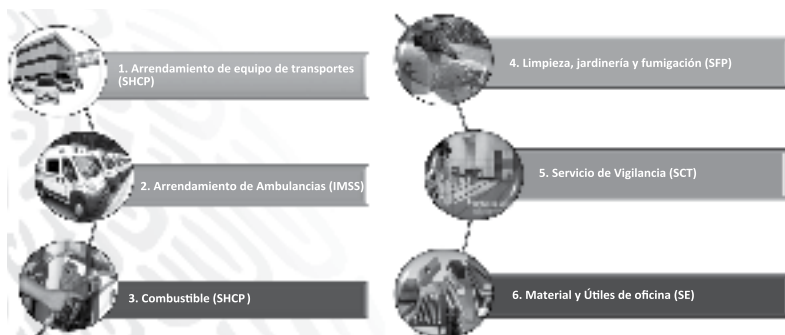 1. Arrendamiento de equipo de transportes
(SHCP)
2. Arrendamiento de Ambulancias (IMSS)
3. Combustible (SHCP)
4. Limpieza, jardinería y fumigación (SFP)
5. Servicio de Vigilancia (SCT)
6. Material y Útiles de oficina (SE)